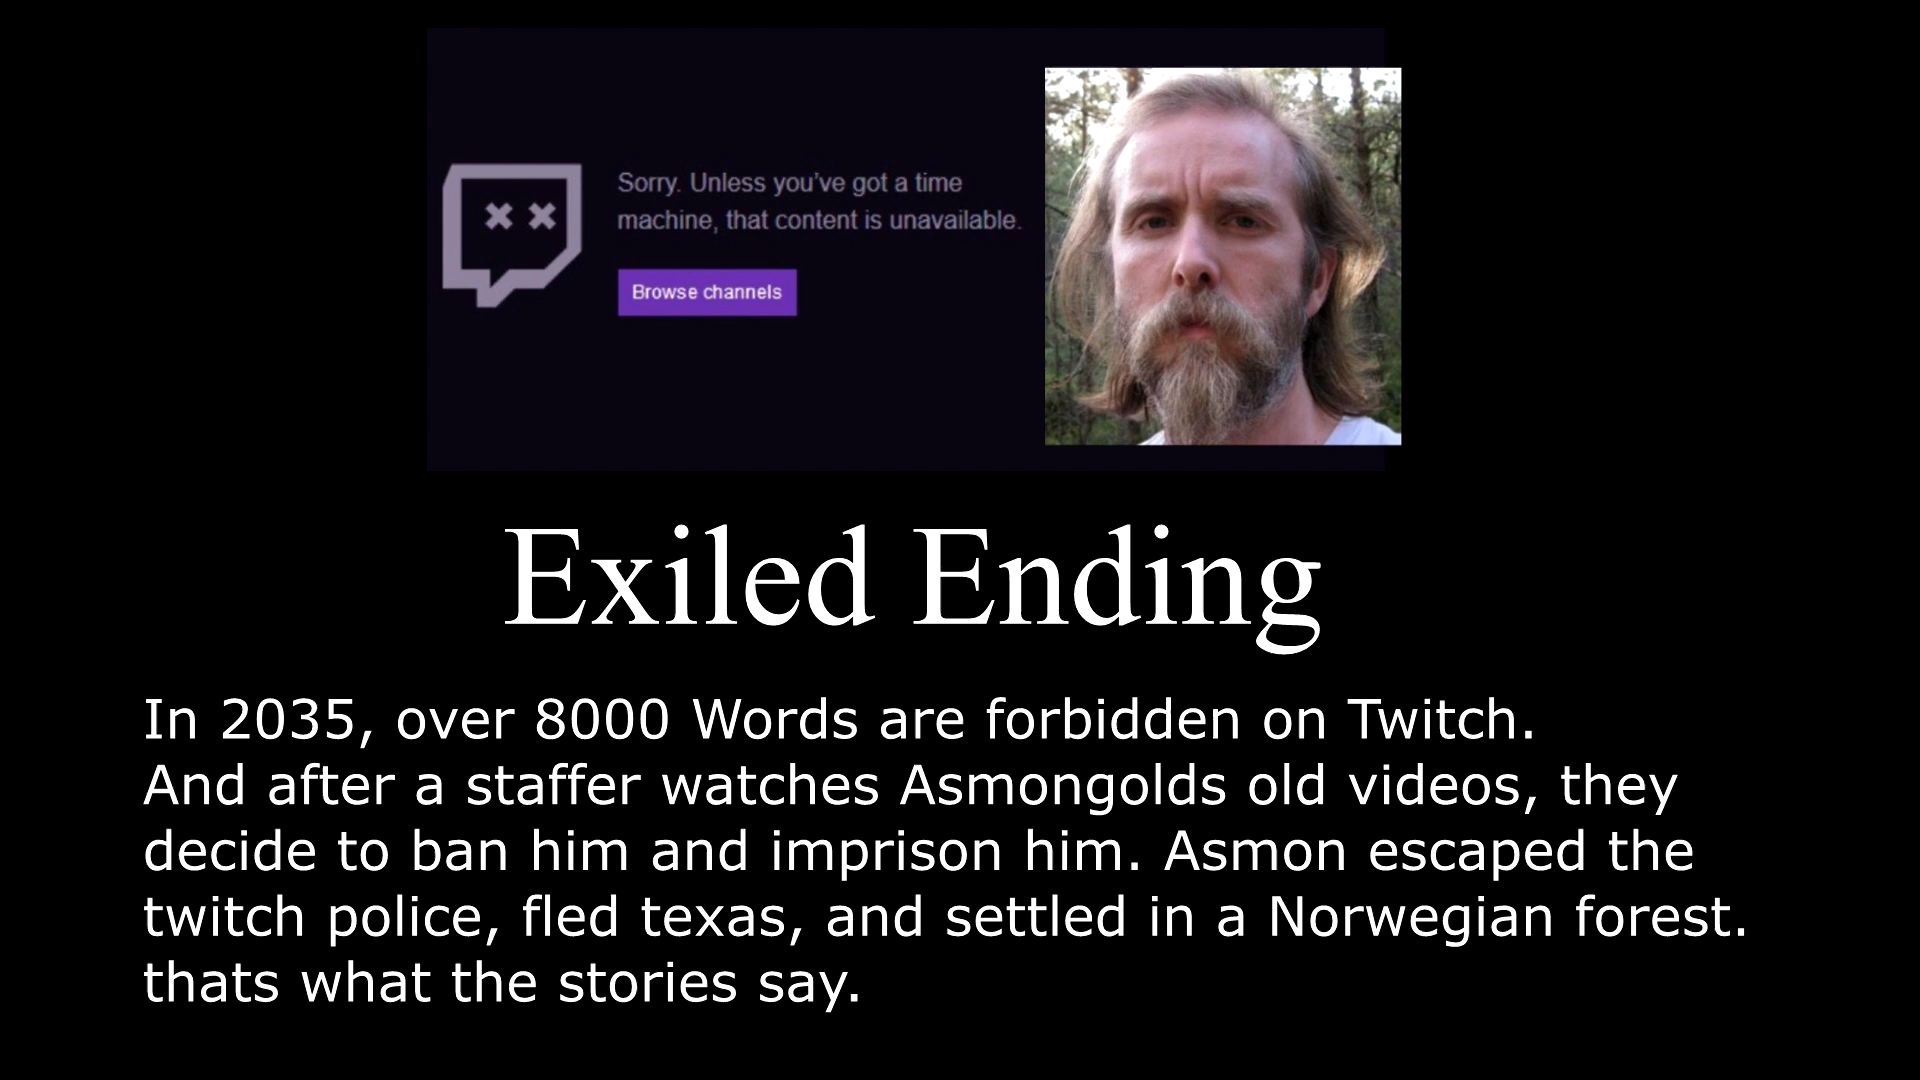 Sorry. Unless you’ve got a time
machine, that content is unavailable.
Browse channels
Exiled Ending
In 2035, over 8000 Words are forbidden on Twitch.
And after a staffer watches Asmongolds old videos, they
decide to ban him and imprison him. Asmon escaped the
twitch police, fled texas, and settled in a Norwegian forest.
thats what the stories say.